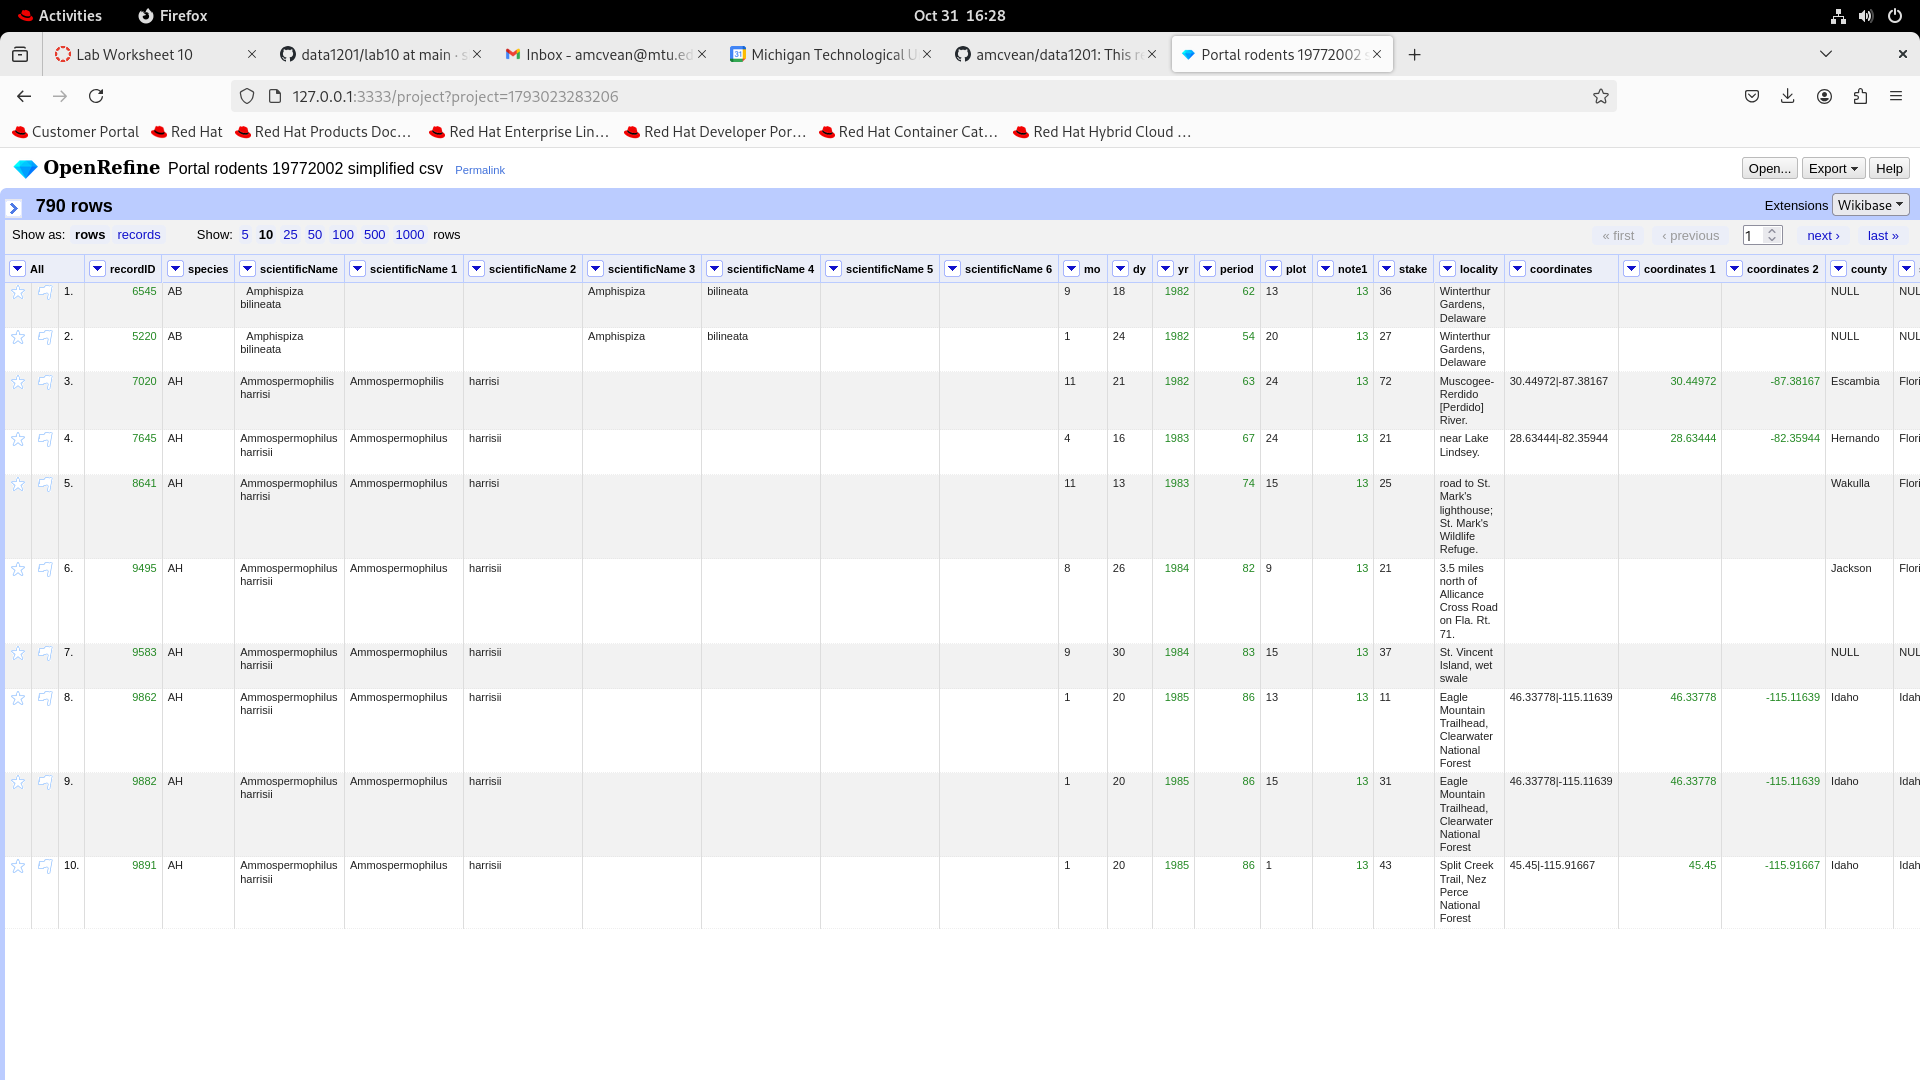 Activities Firefox Oct 31 16:28
Lab Worksheet 10 data1201/lab10 at main · s Inbox - amcvean@mtu.ed Michigan Technological U amcvean/data1201: This re Portal rodents 19772002 s
127.0.0.1:3333/project?project=1793023283206
Customer Portal Red Hat Red Hat Products Doc... Red Hat Enterprise Lin... Red Hat Developer Por... Red Hat Container Cat... Red Hat Hybrid Cloud ...
OpenRefine Portal rodents 19772002 simplified csv Permalink Open... Export Help
790 rows Extensions Wikibase
Show as: rows records Show: 5 10 25 50 100 500 1000 rows « first ‹ previous 1 next › last »
All recordID species scientificName scientificName 1 scientificName 2 scientificName 3 scientificName 4 scientificName 5 scientificName 6 mo dy yr period plot note1 stake locality coordinates coordinates 1 coordinates 2 county
1. 6545 AB Amphispiza Amphispiza bilineata 9 18 1982 62 13 13 36 Winterthur NULL NUL
bilineata Gardens,
Delaware
2. 5220 AB Amphispiza Amphispiza bilineata 1 24 1982 54 20 13 27 Winterthur NULL NUL
bilineata Gardens,
Delaware
3. 7020 AH Ammospermophilis Ammospermophilis harrisi 11 21 1982 63 24 13 72 Muscogee- 30.44972|-87.38167 30.44972 -87.38167 Escambia Flori
harrisi Rerdido
[Perdido]
River.
4. 7645 AH Ammospermophilus Ammospermophilus harrisii 4 16 1983 67 24 13 21 near Lake 28.63444|-82.35944 28.63444 -82.35944 Hernando Flori
harrisii Lindsey.
5. 8641 AH Ammospermophilus Ammospermophilus harrisi 11 13 1983 74 15 13 25 road to St. Wakulla Flori
harrisi Mark's
lighthouse;
St. Mark's
Wildlife
Refuge.
6. 9495 AH Ammospermophilus Ammospermophilus harrisii 8 26 1984 82 9 13 21 3.5 miles Jackson Flori
harrisii north of
Allicance
Cross Road
on Fla. Rt.
71.
7. 9583 AH Ammospermophilus Ammospermophilus harrisii 9 30 1984 83 15 13 37 St. Vincent NULL NUL
harrisii Island, wet
swale
8. 9862 AH Ammospermophilus Ammospermophilus harrisii 1 20 1985 86 13 13 11 Eagle 46.33778|-115.11639 46.33778 -115.11639 Idaho Idah
harrisii Mountain
Trailhead,
Clearwater
National
Forest
9. 9882 AH Ammospermophilus Ammospermophilus harrisii 1 20 1985 86 15 13 31 Eagle 46.33778|-115.11639 46.33778 -115.11639 Idaho Idah
harrisii Mountain
Trailhead,
Clearwater
National
Forest
10. 9891 AH Ammospermophilus Ammospermophilus harrisii 1 20 1985 86 1 13 43 Split Creek 45.45|-115.91667 45.45 -115.91667 Idaho Idah
harrisii Trail, Nez
Perce
National
Forest